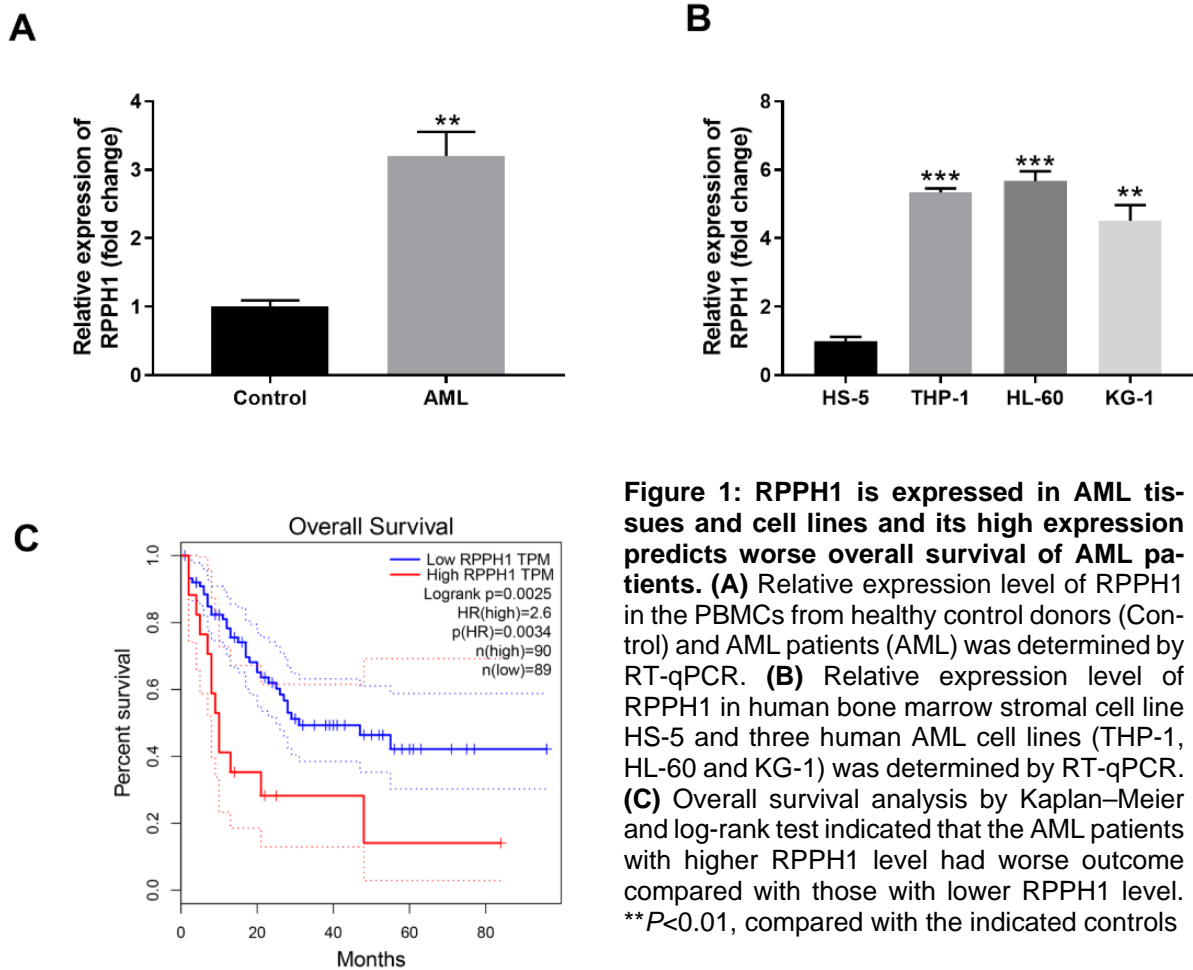 A
Relative expression of
RPPH1 (fold change)
4
3
2
1
0
**
Control
AML
B
Relative expression of
RPPH1 (fold change)
8
6
4
2
0
***
***
**
HS-5
THP-1
HL-60
KG-1
C
Overall Survival
Low RPPH1 TPM
High RPPH1 TPM
Logrank p=0.0025
HR(high)=2.6
p(HR)=0.0034
n(high)=90
n(low)=89
Percent survival
1.0
0.8
0.6
0.4
0.2
0.0
0
20
40
60
80
Months
Figure 1: RPPH1 is expressed in AML tis-
sues and cell lines and its high expression
predicts worse overall survival of AML pa-
tients. (A) Relative expression level of RPPH1
in the PBMCs from healthy control donors (Con-
trol) and AML patients (AML) was determined by
RT-qPCR. (B) Relative expression level of
RPPH1 in human bone marrow stromal cell line
HS-5 and three human AML cell lines (THP-1,
HL-60 and KG-1) was determined by RT-qPCR.
(C) Overall survival analysis by Kaplan–Meier
and log-rank test indicated that the AML patients
with higher RPPH1 level had worse outcome
compared with those with lower RPPH1 level.
**P<0.01, compared with the indicated controls